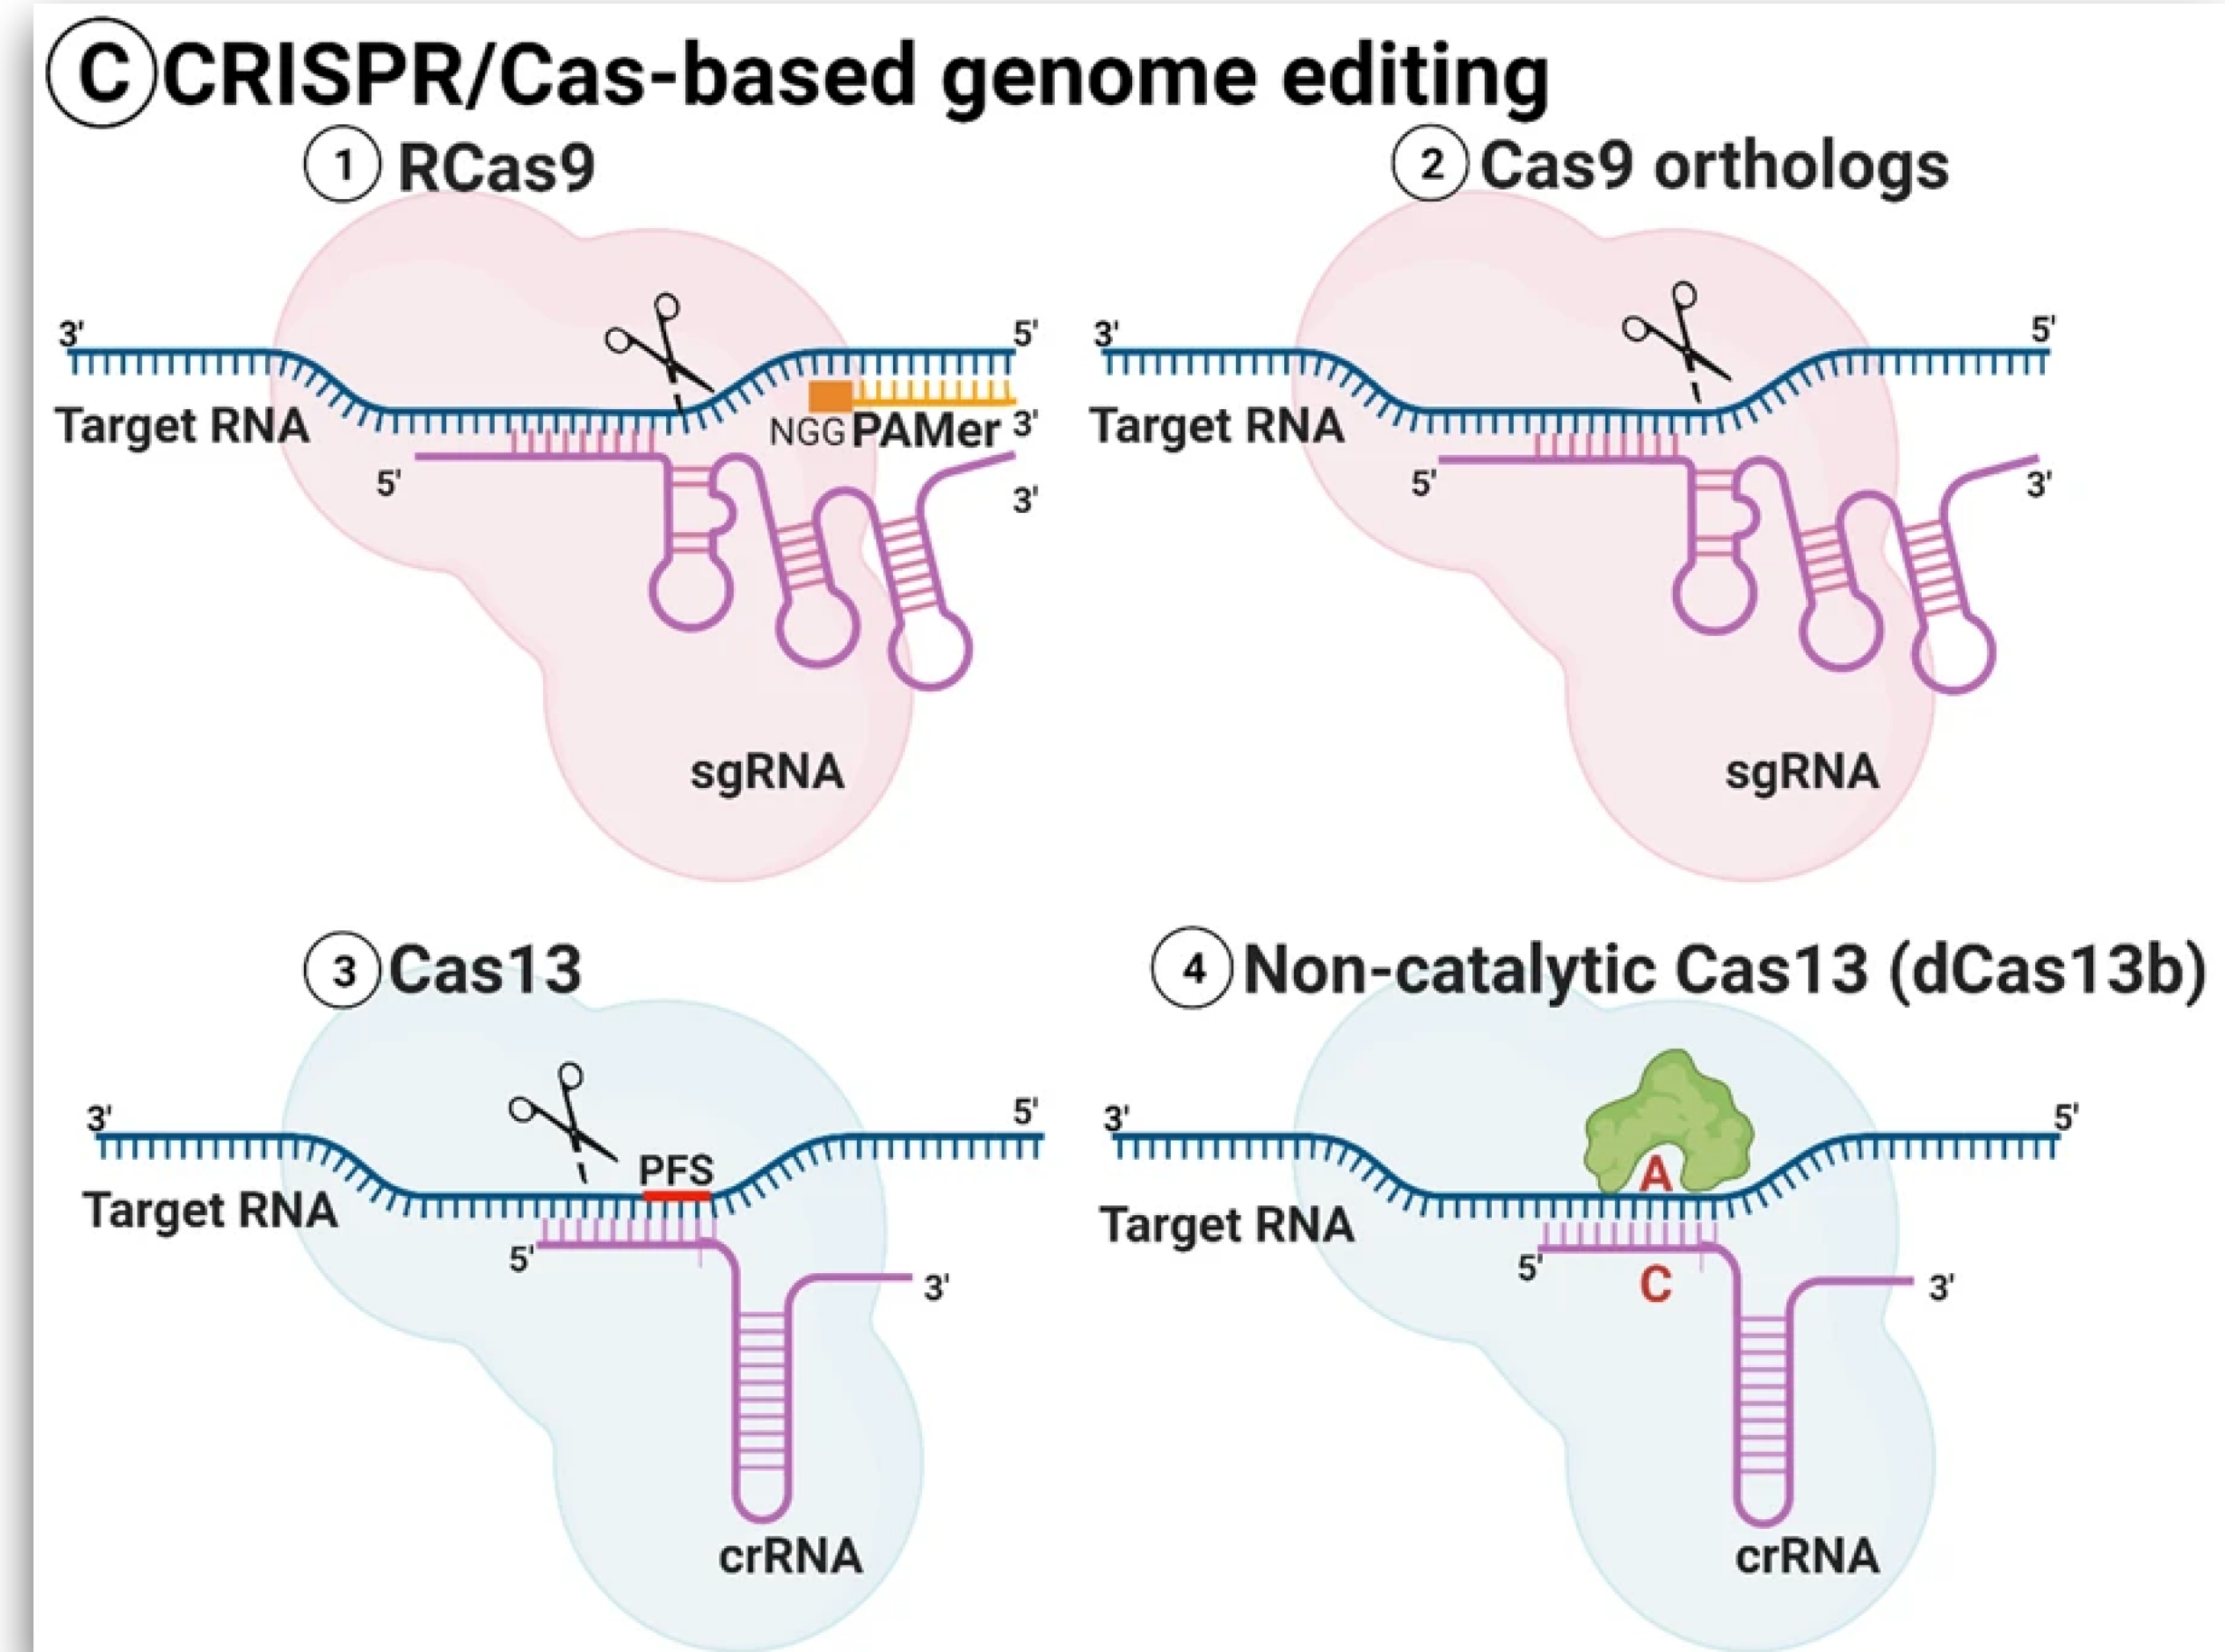 C CRISPR/Cas-based genome editing
1 RCas9
3'
5'
Target RNA
NGG PAMer 3'
5'
3'
sgRNA
2 Cas9 orthologs
3'
5'
Target RNA
5'
3'
sgRNA
3 Cas13
3'
5'
PFS
Target RNA
5'
3'
crRNA
4 Non-catalytic Cas13 (dCas13b)
3'
5'
A
Target RNA
5'
C
3'
crRNA